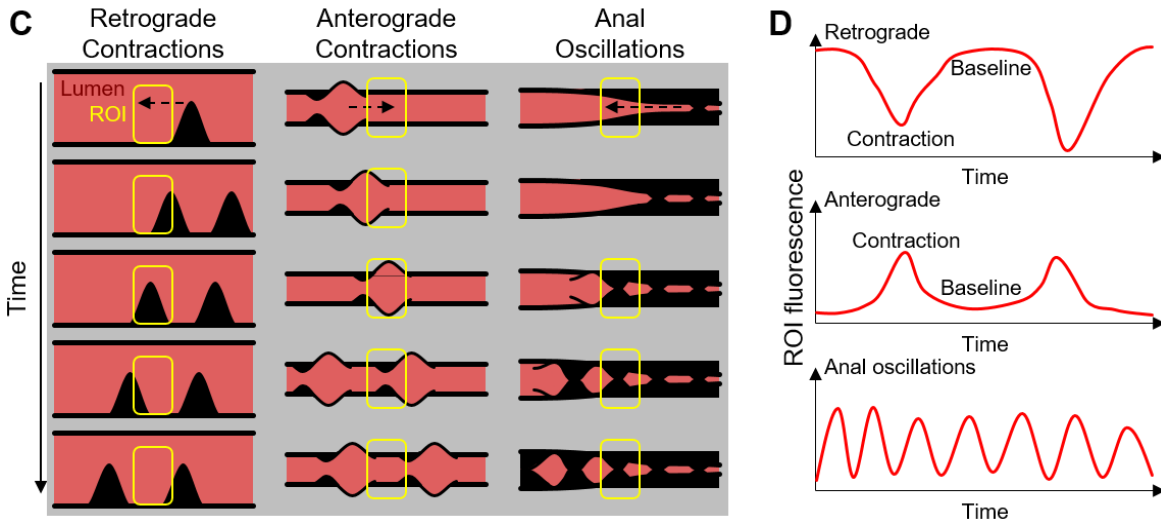 C
Retrograde
Contractions
Anterograde
Contractions
Anal
Oscillations
Time
Lumen
ROI
D
ROI fluorescence
Retrograde
Baseline
Contraction
Time
Anterograde
Contraction
Baseline
Time
Anal oscillations
Time